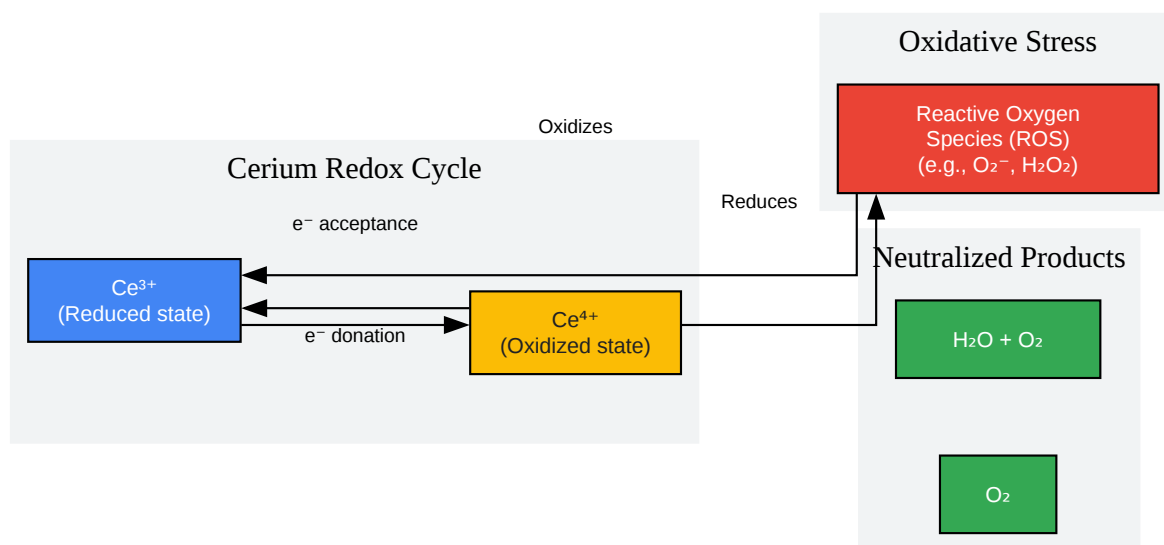 Oxidative Stress
Reactive Oxygen
Species (ROS)
(e.g., O₂⁻, H₂O₂)
Oxidizes
Cerium Redox Cycle
Reduces
e⁻ acceptance
Neutralized Products
Ce³⁺
(Reduced state)
e⁻ donation
Ce⁴⁺
(Oxidized state)
H₂O + O₂
O₂